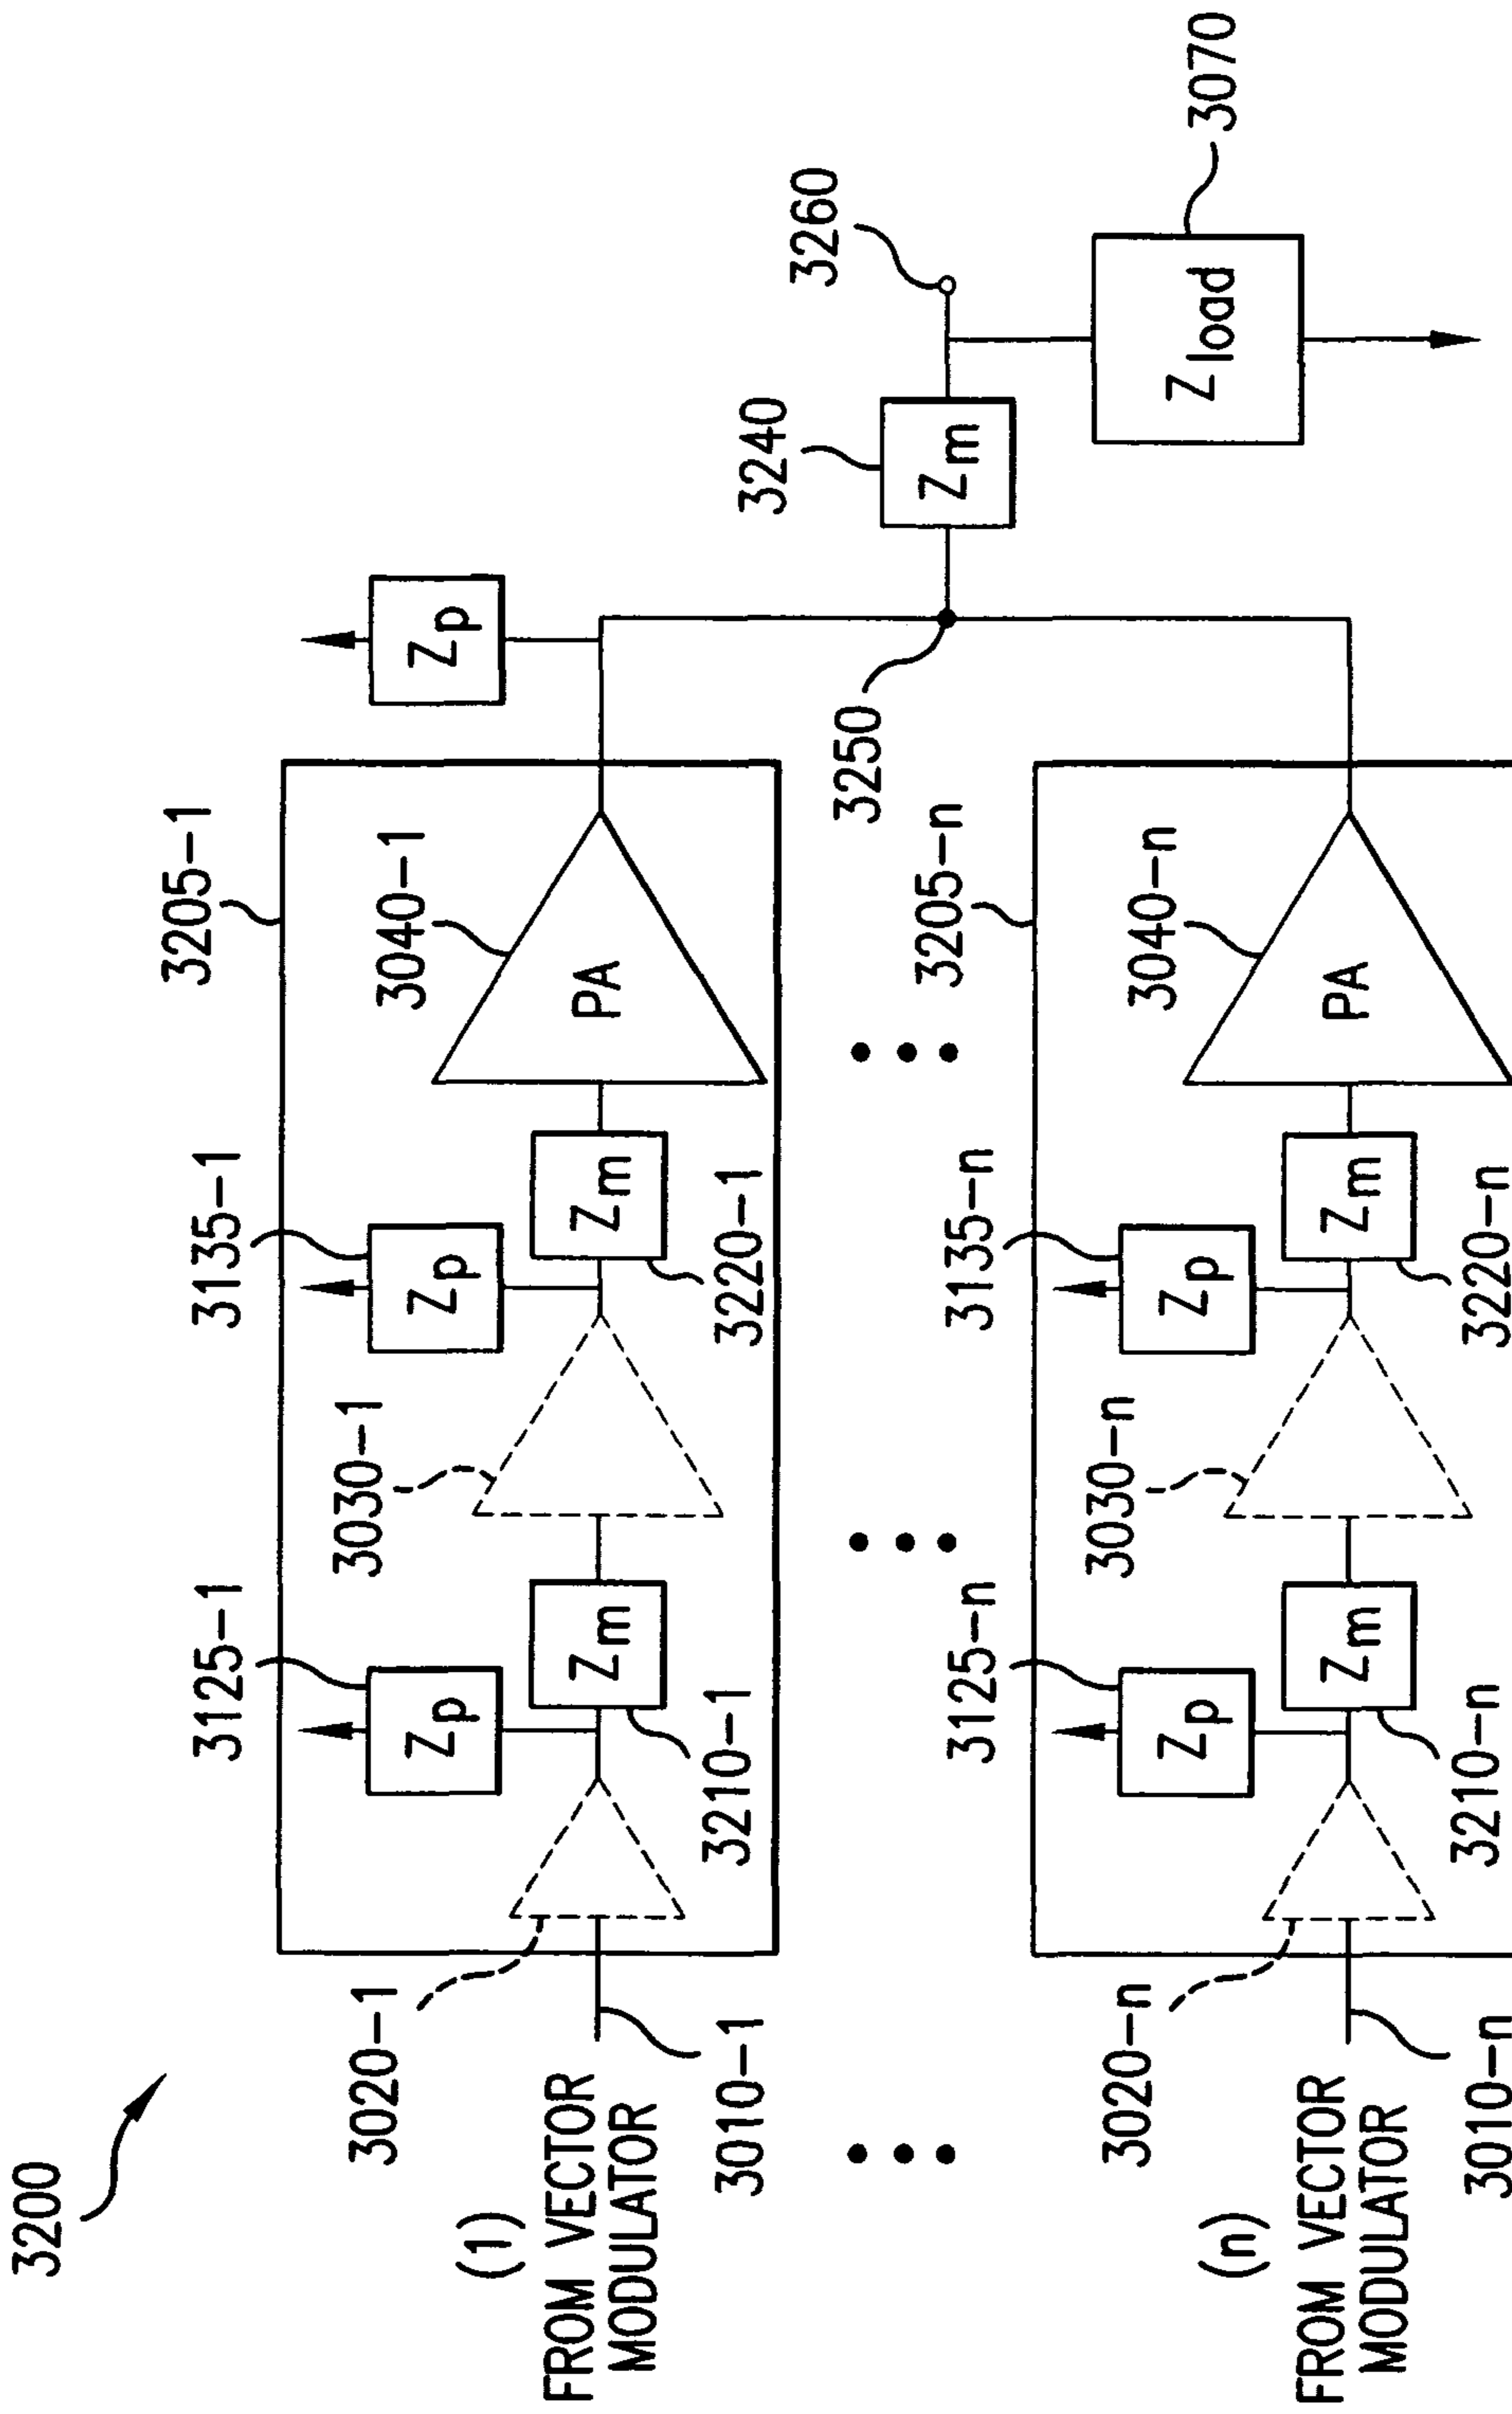 3200
(1)
FROM VECTOR
MODULATOR
3010-1
3020-1
3125-1
Zp
Zm
3210-1
3030-1
3135-1
Zp
Zm
3220-1
3040-1
PA
3205-1
Zp
3250
3240
Zm
3260
Zload
3070
(n)
FROM VECTOR
MODULATOR
3010-n
3020-n
3125-n
Zp
Zm
3210-n
3030-n
3135-n
Zp
Zm
3220-n
3040-n
PA
3205-n